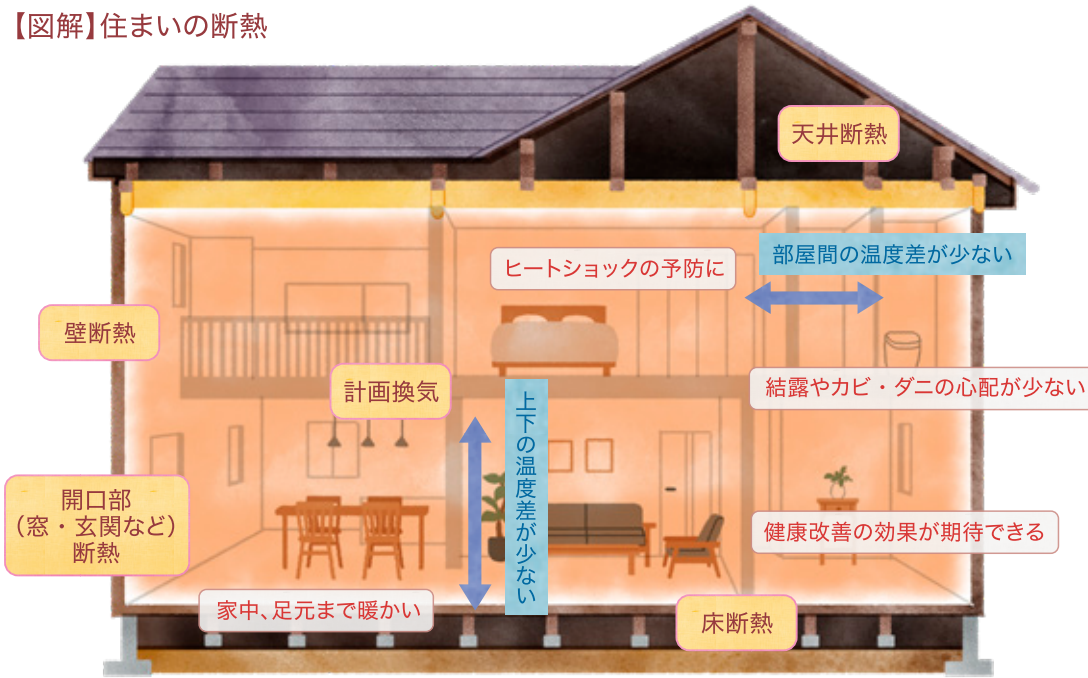 【図解】住まいの断熱
天井断熱
部屋間の温度差が少ない
ヒートショックの予防に
壁断熱
計画換気
結露やカビ・ダニの心配が少ない
上下の温度差が少ない
開口部
（窓・玄関など）
断熱
健康改善の効果が期待できる
家中、足元まで暖かい
床断熱